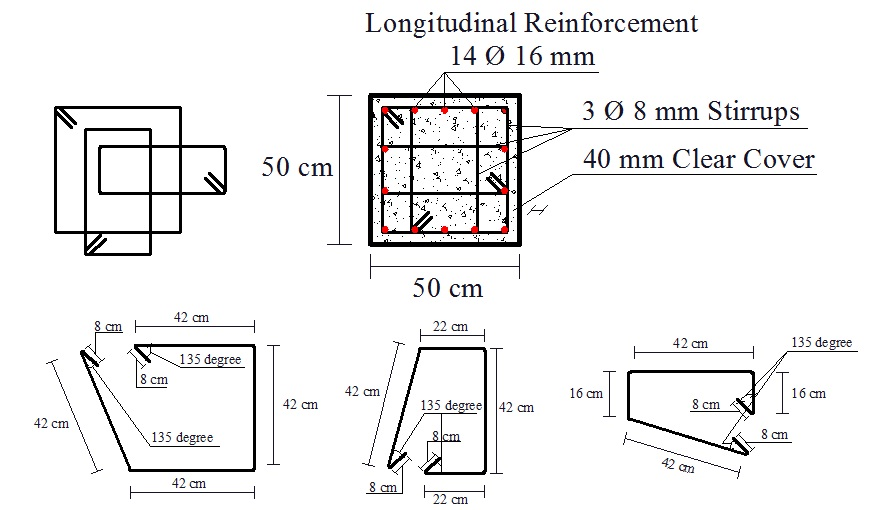 Longitudinal Reinforcement
14 Ø 16 mm
3 Ø 8 mm Stirrups
50 cm
40 mm Clear Cover
50 cm
8 cm
42 cm
135 degree
8 cm
42 cm
42 cm
135 degree
42 cm
22 cm
42 cm
135 degree
42 cm
8 cm
8 cm
22 cm
42 cm
135 degree
16 cm
8 cm
16 cm
8 cm
42 cm